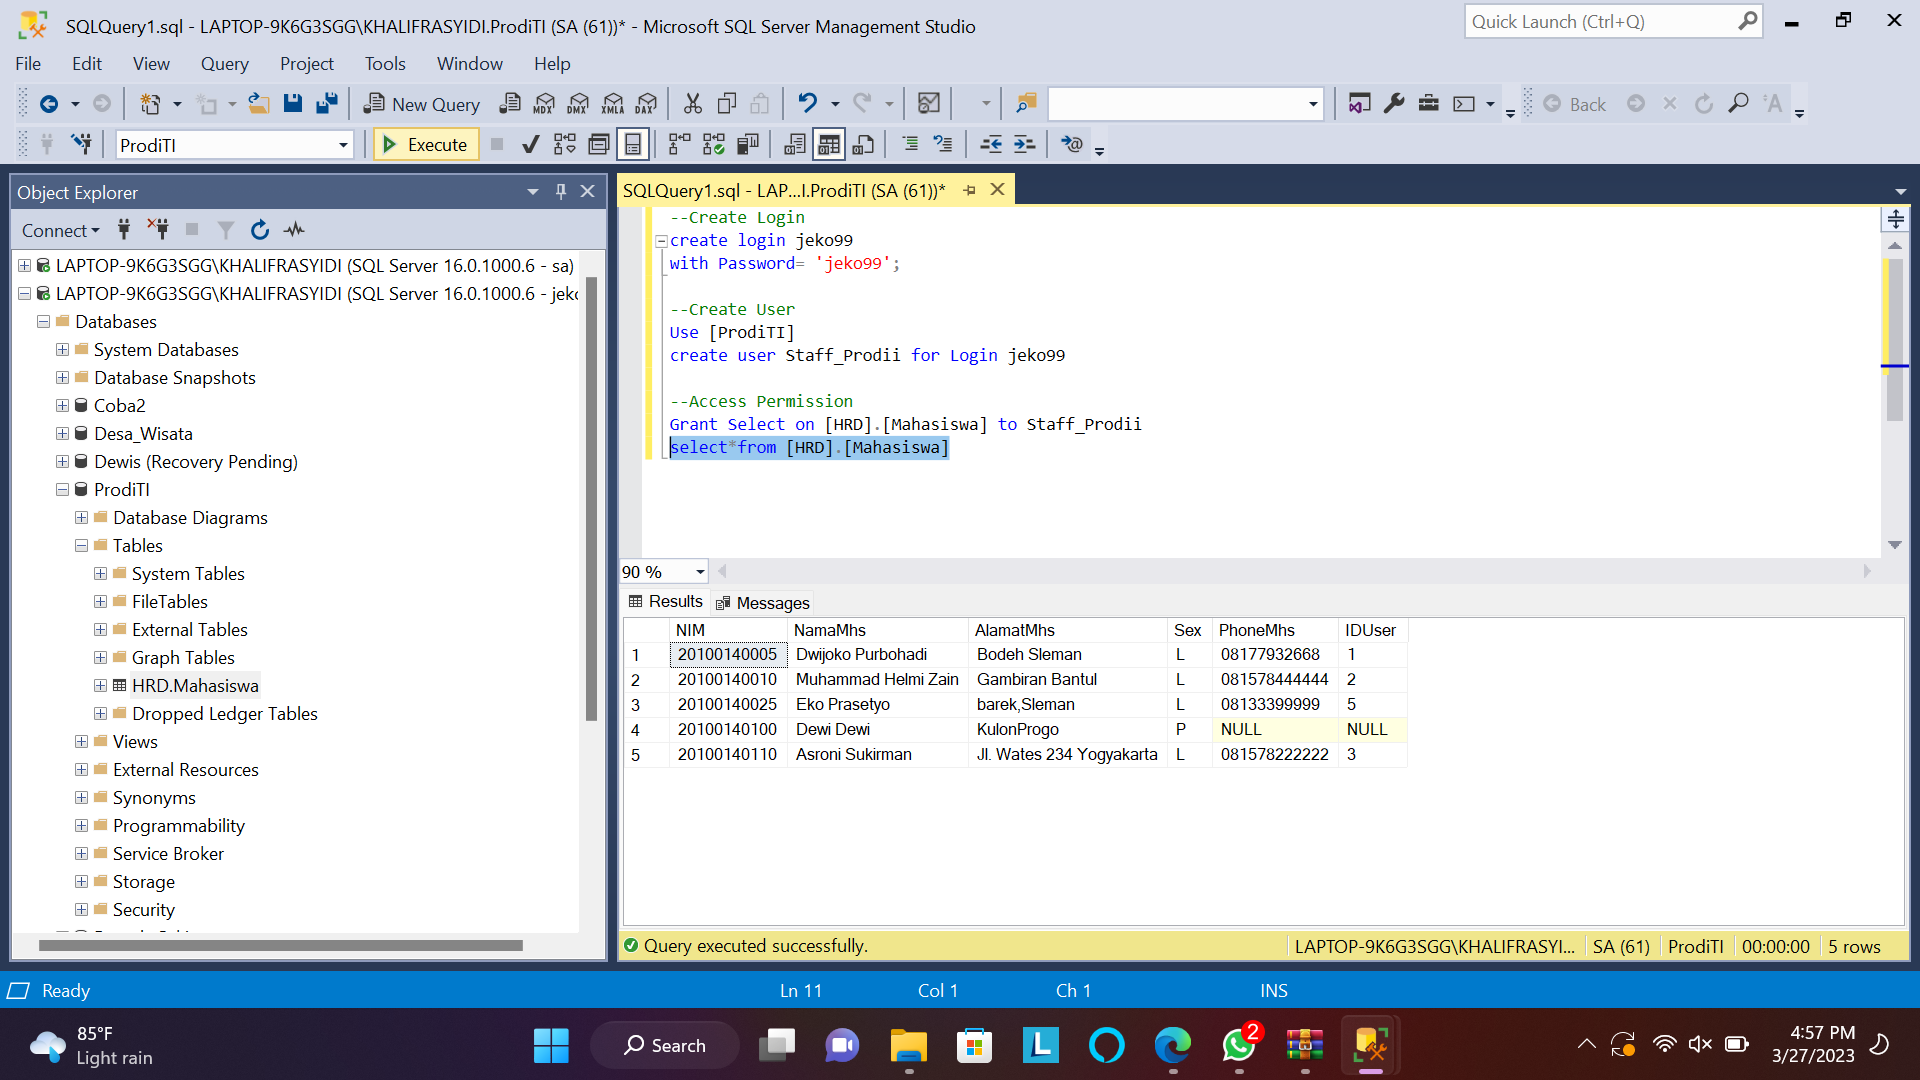 SQLQuery1.sql - LAPTOP-9K6G3SGG\KHALIFRASYIDI.ProdiTI (SA (61))* - Microsoft SQL Server Management Studio
Quick Launch (Ctrl+Q)
File Edit View Query Project Tools Window Help
New Query MDX DMX XMLA DAX Back
ProdiTI Execute
Object Explorer
Connect
LAPTOP-9K6G3SGG\KHALIFRASYIDI (SQL Server 16.0.1000.6 - sa)
LAPTOP-9K6G3SGG\KHALIFRASYIDI (SQL Server 16.0.1000.6 - jeko
Databases
System Databases
Database Snapshots
Coba2
Desa_Wisata
Dewis (Recovery Pending)
ProdiTI
Database Diagrams
Tables
System Tables
FileTables
External Tables
Graph Tables
HRD.Mahasiswa
Dropped Ledger Tables
Views
External Resources
Synonyms
Programmability
Service Broker
Storage
Security
SQLQuery1.sql - LAP...I.ProdiTI (SA (61))*
--Create Login
create login jeko99
with Password= 'jeko99';
--Create User
Use [ProdiTI]
create user Staff_Prodii for Login jeko99
--Access Permission
Grant Select on [HRD].[Mahasiswa] to Staff_Prodii
select*from [HRD].[Mahasiswa]
90 %
Results Messages
NIM NamaMhs AlamatMhs Sex PhoneMhs IDUser
1 20100140005 Dwijoko Purbohadi Bodeh Sleman L 08177932668 1
2 20100140010 Muhammad Helmi Zain Gambiran Bantul L 081578444444 2
3 20100140025 Eko Prasetyo barek,Sleman L 08133399999 5
4 20100140100 Dewi Dewi KulonProgo P NULL NULL
5 20100140110 Asroni Sukirman Jl. Wates 234 Yogyakarta L 081578222222 3
Query executed successfully. LAPTOP-9K6G3SGG\KHALIFRASYI... SA (61) ProdiTI 00:00:00 5 rows
Ready Ln 11 Col 1 Ch 1 INS
85°F
Light rain
Search
2
4:57 PM
3/27/2023